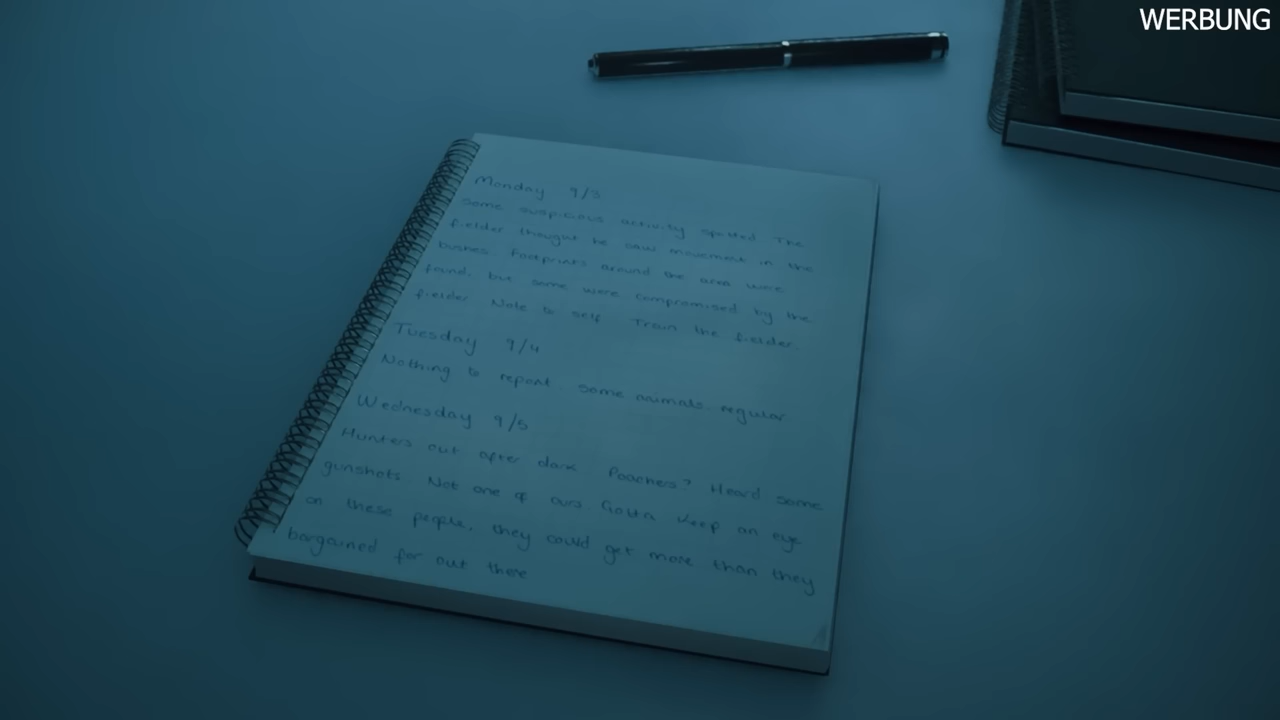 WERBUNG
Monday 9/3
Some suspicious activity spotted. The
fielder thought he saw movement in the
bushes. Footprints around the area were
found, but some were compromised by the
fielder. Note to self. Train the fielder.
Tuesday 9/4
Nothing to report. Some animals. regular
Wednesday 9/5
Hunters out after dark. Poachers? Heard some
gunshots. Not one of ours. Gotta keep an eye
on these people, they could get more than they
bargained for out there